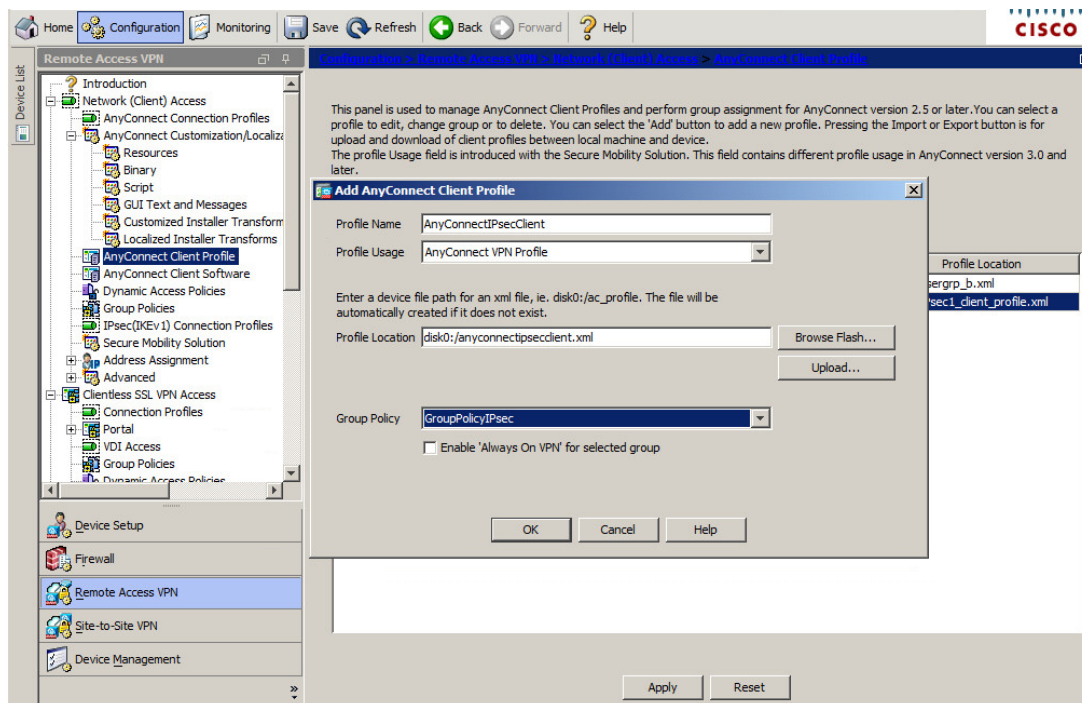 Home
Configuration
Monitoring
Save
Refresh
Back
Forward
Help
CISCO
Device List
Remote Access VPN
Introduction
Network (Client) Access
AnyConnect Connection Profiles
AnyConnect Customization/Localiza
Resources
Binary
Script
GUI Text and Messages
Customized Installer Transform
Localized Installer Transforms
AnyConnect Client Profile
AnyConnect Client Software
Dynamic Access Policies
Group Policies
IPsec(IKEv1) Connection Profiles
Secure Mobility Solution
Address Assignment
Advanced
Clientless SSL VPN Access
Connection Profiles
Portal
VDI Access
Group Policies
Dynamic Access Policies
Device Setup
Firewall
Remote Access VPN
Site-to-Site VPN
Device Management
»
Configuration > Remote Access VPN > Network (Client) Access > AnyConnect Client Profile
This panel is used to manage AnyConnect Client Profiles and perform group assignment for AnyConnect version 2.5 or later.You can select a
profile to edit, change group or to delete. You can select the 'Add' button to add a new profile. Pressing the Import or Export button is for
upload and download of client profiles between local machine and device.
The profile Usage field is introduced with the Secure Mobility Solution. This field contains different profile usage in AnyConnect version 3.0 and
later.
Add AnyConnect Client Profile
Profile Name AnyConnectIPsecClient
Profile Usage AnyConnect VPN Profile
Enter a device file path for an xml file, ie. disk0:/ac_profile. The file will be
automatically created if it does not exist.
Profile Location disk0:/anyconnectipsecclient.xml Browse Flash...
Upload...
Group Policy GroupPolicyIPsec
Enable 'Always On VPN' for selected group
OK Cancel Help
Profile Location
sergrp_b.xml
psec1_client_profile.xml
Apply Reset